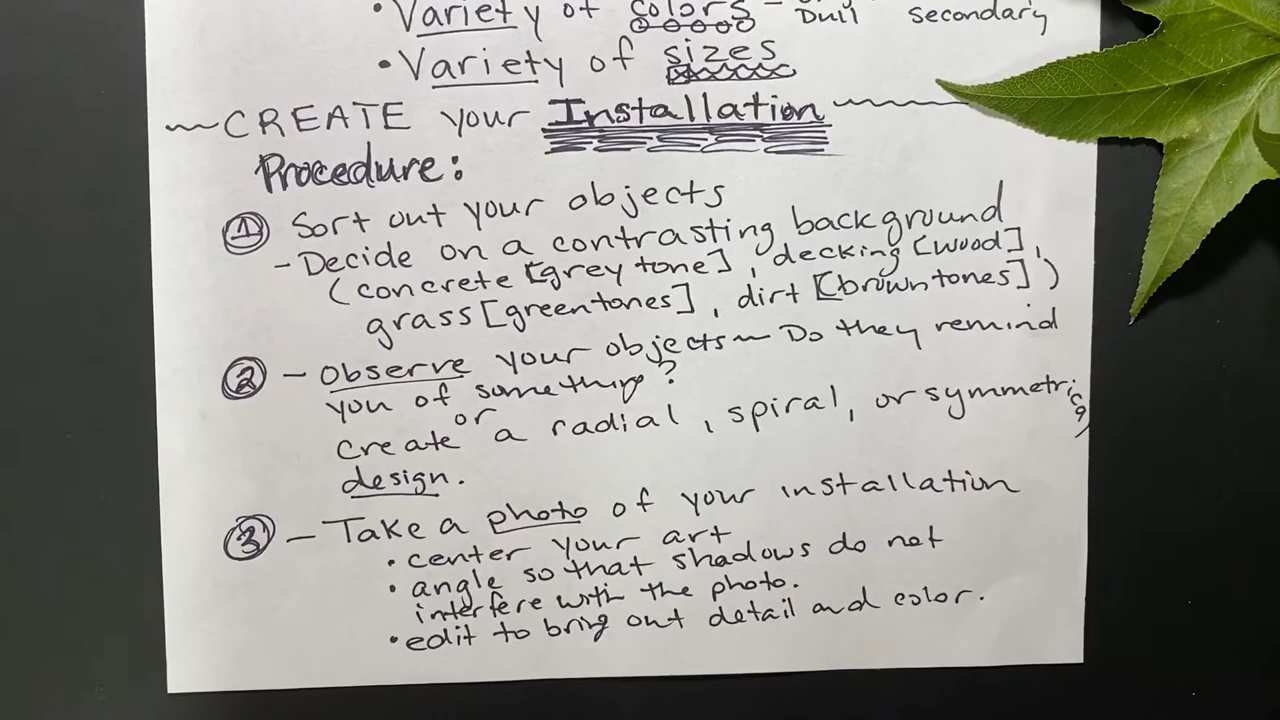 • Variety of colors - Dull secondary
• Variety of sizes
~CREATE your Installation~
Procedure:
① Sort out your objects
- Decide on a contrasting background
(concrete [grey tone], decking [wood],
grass [greentones], dirt [browntones])
② - Observe your objects ~ Do they remind
you of something?
or
Create a radial, spiral, or symmetrical
design.
③ - Take a photo of your installation
• center your art
• angle so that shadows do not
interfere with the photo.
• edit to bring out detail and color.